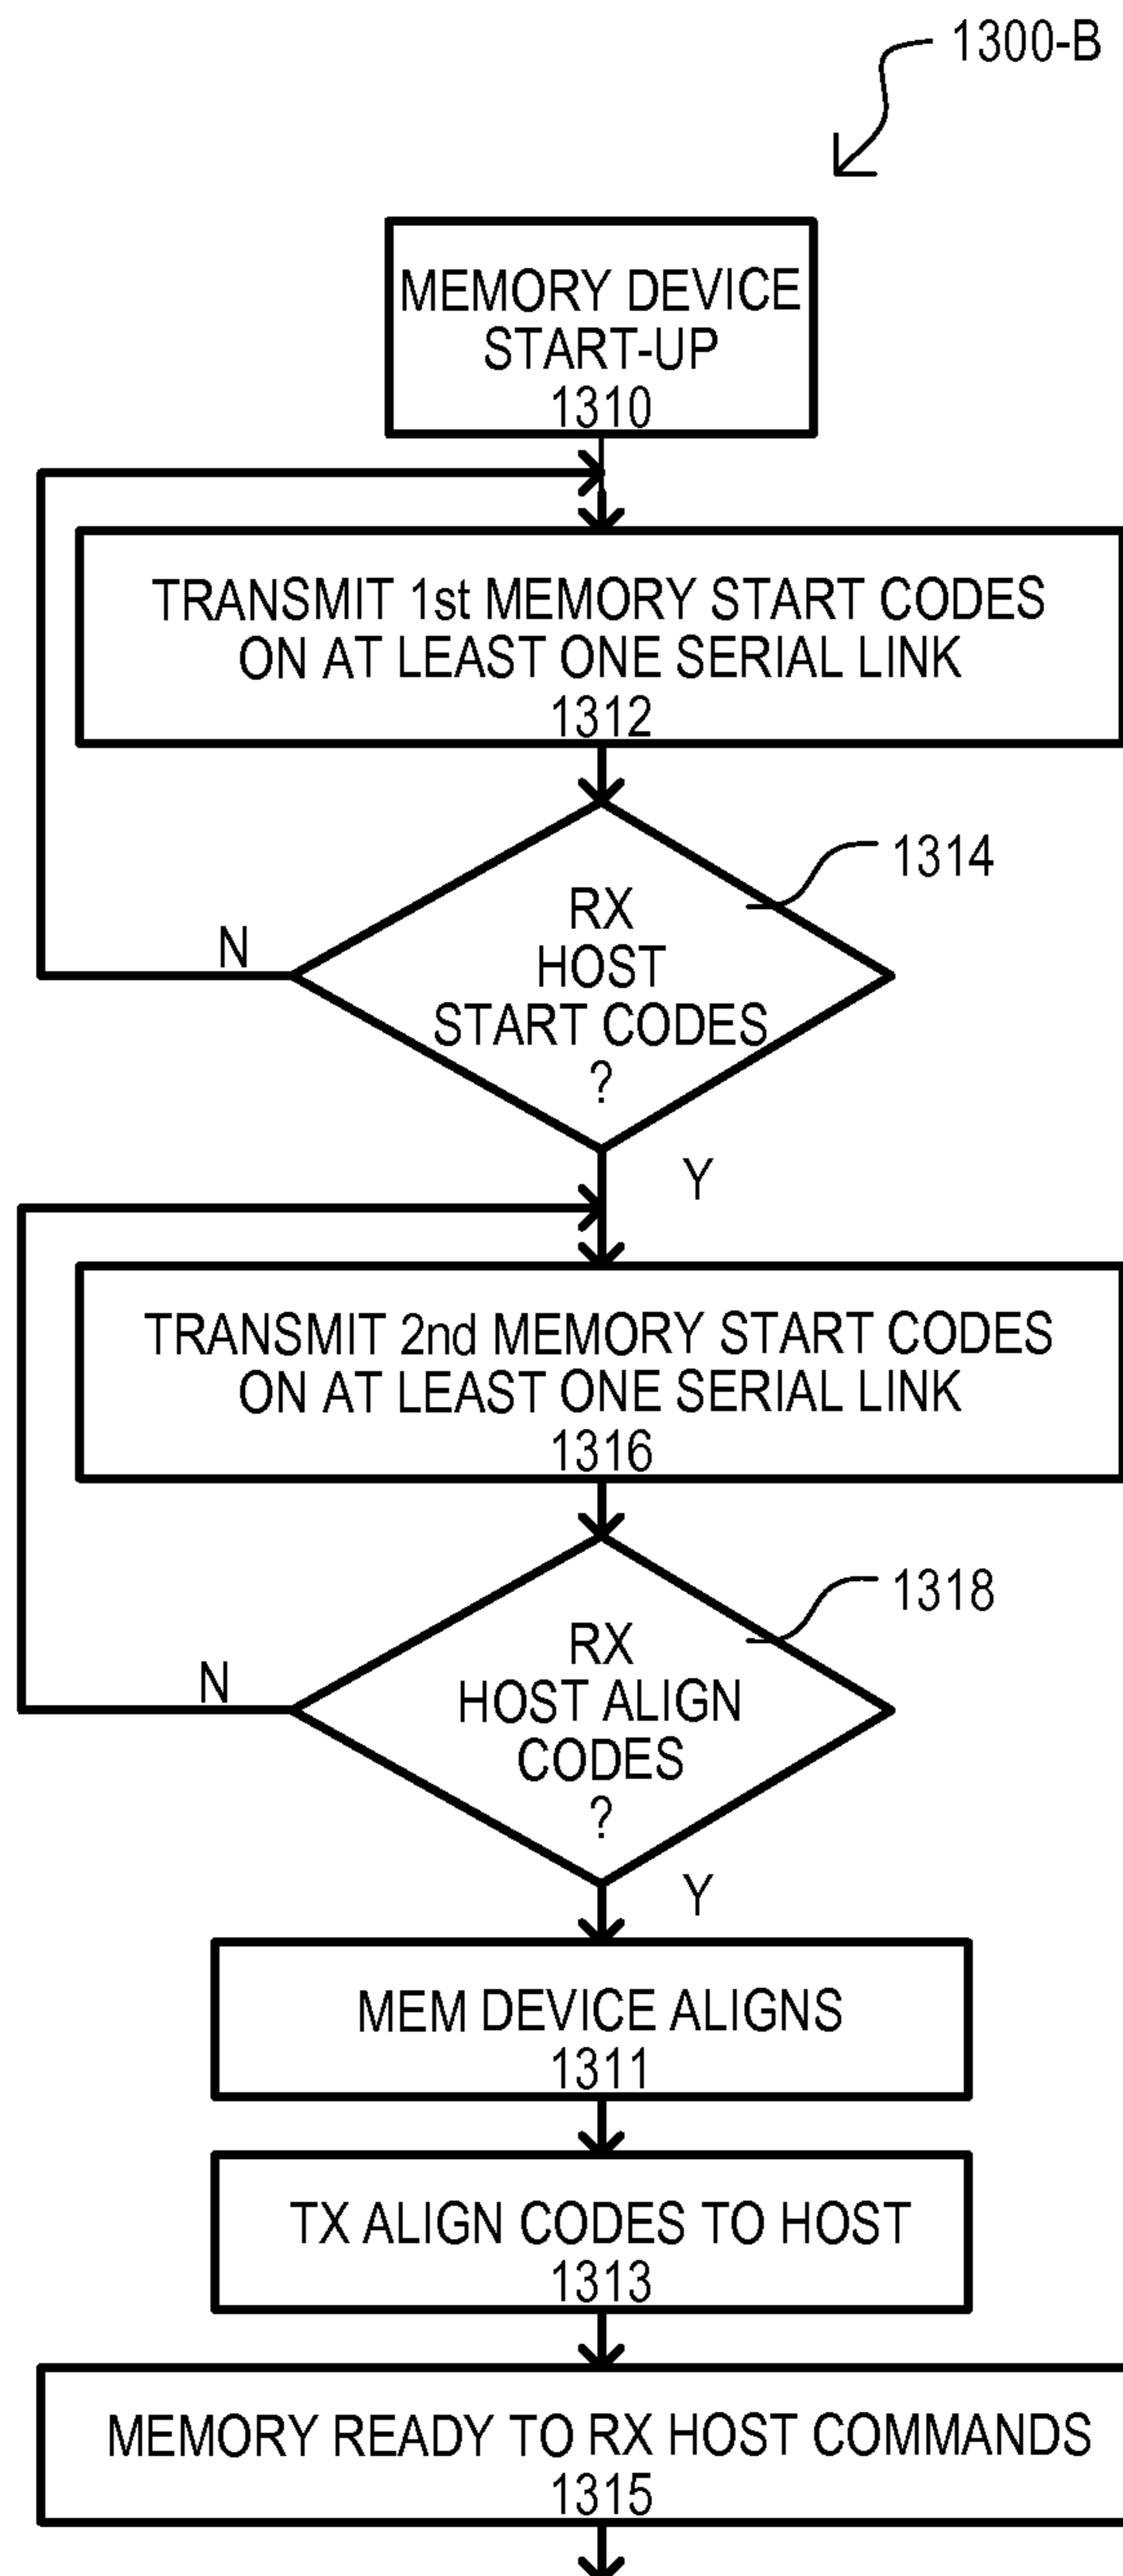 1300-B
MEMORY DEVICE
START-UP
1310
TRANSMIT 1st MEMORY START CODES
ON AT LEAST ONE SERIAL LINK
1312
1314
RX
HOST
START CODES
?
N
Y
TRANSMIT 2nd MEMORY START CODES
ON AT LEAST ONE SERIAL LINK
1316
1318
RX
HOST ALIGN
CODES
?
N
Y
MEM DEVICE ALIGNS
1311
TX ALIGN CODES TO HOST
1313
MEMORY READY TO RX HOST COMMANDS
1315